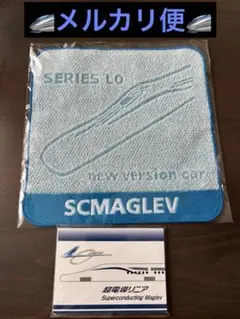 🚄メルカリ便🚄
SERIES L0
new version car
SCMAGLEV
超電導リニア
Superconducting Maglev